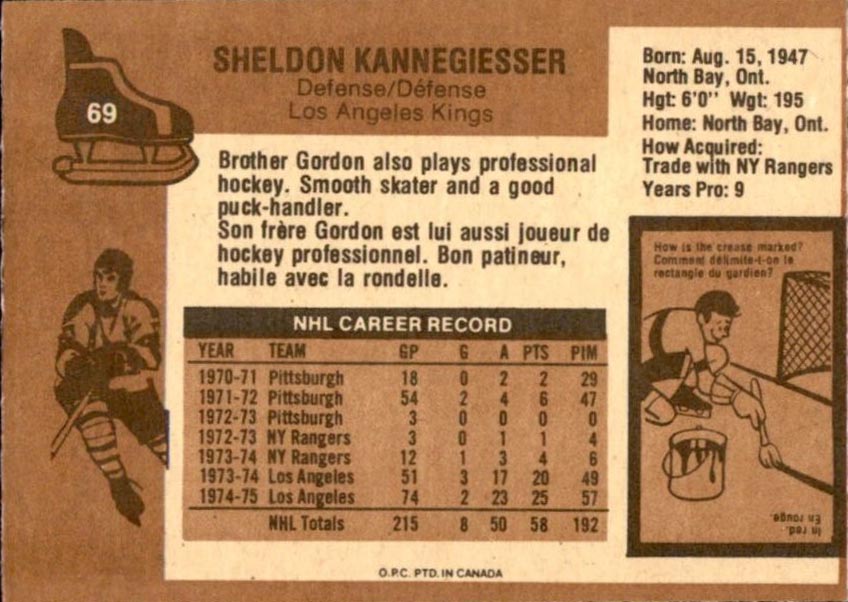 69
SHELDON KANNEGIESSER
Defense/Défense
Los Angeles Kings
Born: Aug. 15, 1947
North Bay, Ont.
Hgt: 6'0'' Wgt: 195
Home: North Bay, Ont.
How Acquired:
Trade with NY Rangers
Years Pro: 9
Brother Gordon also plays professional
hockey. Smooth skater and a good
puck-handler.
Son frère Gordon est lui aussi joueur de
hockey professionnel. Bon patineur,
habile avec la rondelle.
NHL CAREER RECORD
YEAR TEAM GP G A PTS PIM
1970-71 Pittsburgh 18 0 2 2 29
1971-72 Pittsburgh 54 2 4 6 47
1972-73 Pittsburgh 3 0 0 0 0
1972-73 NY Rangers 3 0 1 1 4
1973-74 NY Rangers 12 1 3 4 6
1973-74 Los Angeles 51 3 17 20 49
1974-75 Los Angeles 74 2 23 25 57
NHL Totals 215 8 50 58 192
How is the crease marked?
Comment délimite-t-on le
rectangle du gardien?
In red.
En rouge.
O.P.C. PTD. IN CANADA